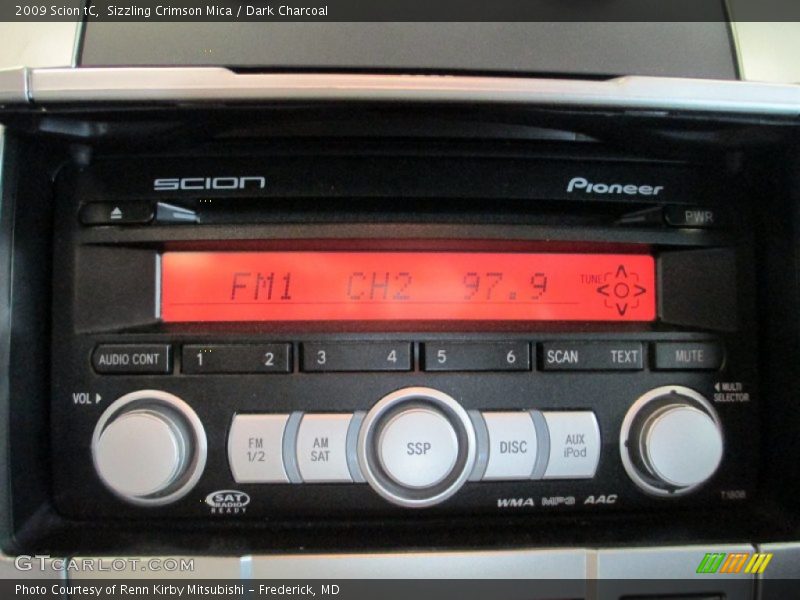 2009 Scion tC,  Sizzling Crimson Mica / Dark Charcoal
SCION
Pioneer
PWR
FM1 CH2 97.9
TUNE
AUDIO CONT 1 2 3 4 5 6 SCAN TEXT MUTE
VOL
MULTI SELECTOR
FM 1/2
AM SAT
SSP
DISC
AUX iPod
SAT RADIO READY
WMA MP3 AAC
T1808
GTCARLOT.COM
Photo Courtesy of Renn Kirby Mitsubishi – Frederick, MD